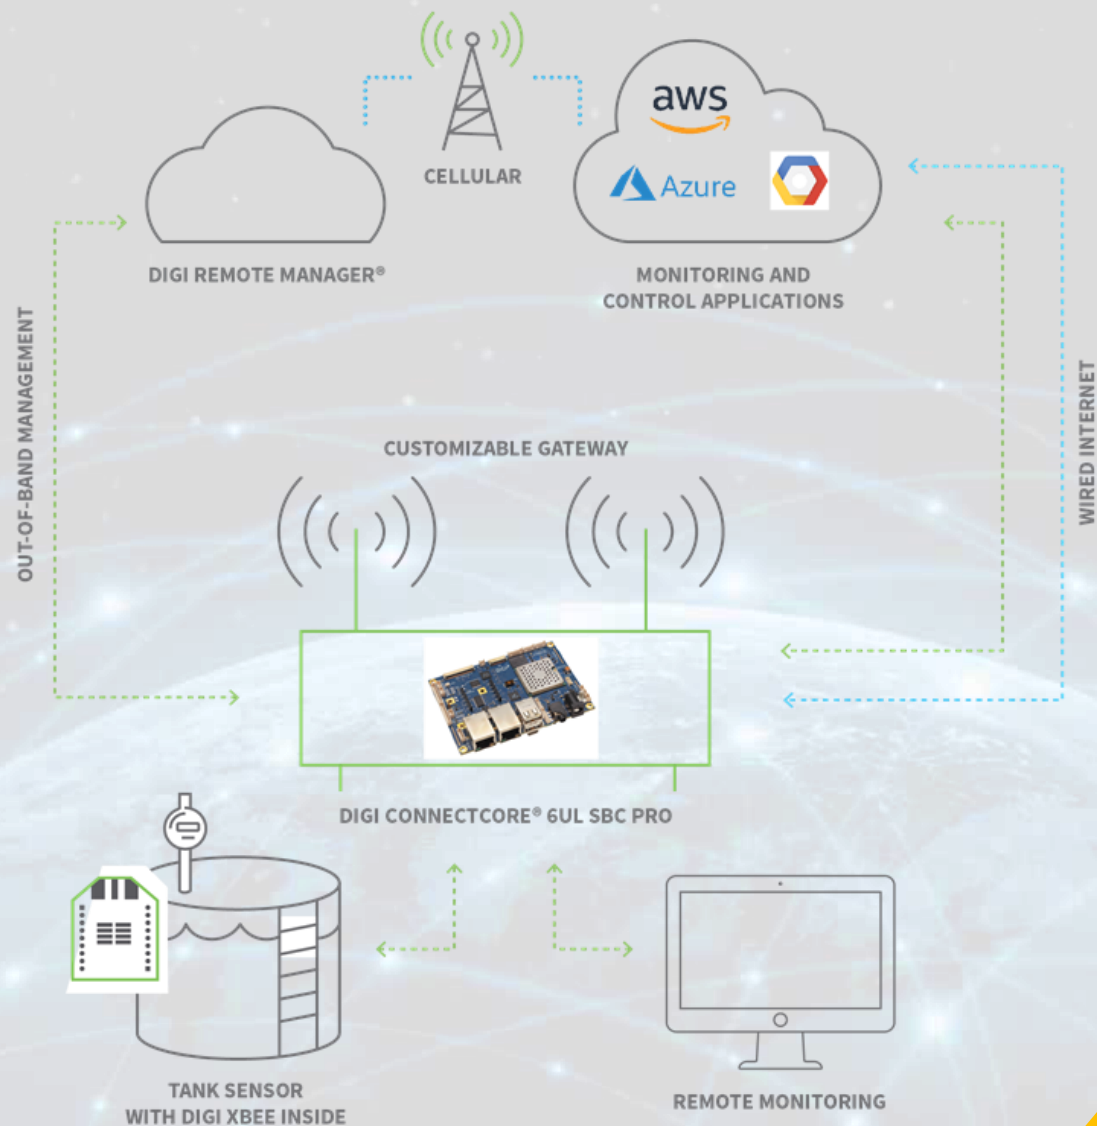 CELLULAR
aws
Azure
DIGI REMOTE MANAGER®
MONITORING AND
CONTROL APPLICATIONS
OUT-OF-BAND MANAGEMENT
WIRED INTERNET
CUSTOMIZABLE GATEWAY
DIGI CONNECTCORE® 6UL SBC PRO
TANK SENSOR
WITH DIGI XBEE INSIDE
REMOTE MONITORING